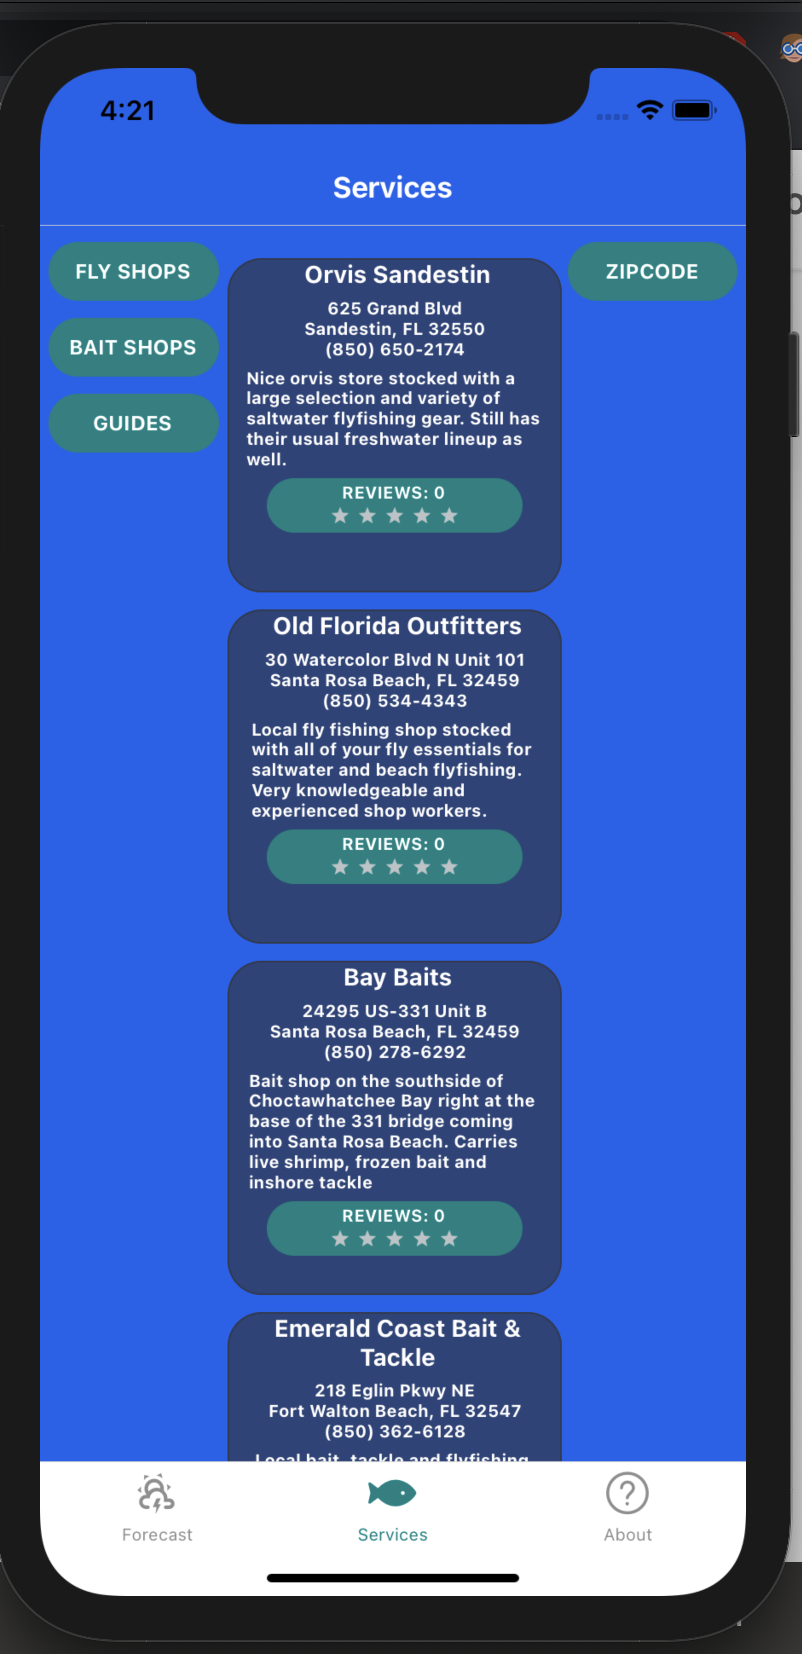 4:21
Services
FLY SHOPS
BAIT SHOPS
GUIDES
ZIPCODE
Orvis Sandestin
625 Grand Blvd
Sandestin, FL 32550
(850) 650-2174
Nice orvis store stocked with a
large selection and variety of
saltwater flyfishing gear. Still has
their usual freshwater lineup as
well.
REVIEWS: 0
Old Florida Outfitters
30 Watercolor Blvd N Unit 101
Santa Rosa Beach, FL 32459
(850) 534-4343
Local fly fishing shop stocked
with all of your fly essentials for
saltwater and beach flyfishing.
Very knowledgeable and
experienced shop workers.
REVIEWS: 0
Bay Baits
24295 US-331 Unit B
Santa Rosa Beach, FL 32459
(850) 278-6292
Bait shop on the southside of
Choctawhatchee Bay right at the
base of the 331 bridge coming
into Santa Rosa Beach. Carries
live shrimp, frozen bait and
inshore tackle
REVIEWS: 0
Emerald Coast Bait &
Tackle
218 Eglin Pkwy NE
Fort Walton Beach, FL 32547
(850) 362-6128
Local bait, tackle and flyfishing
Forecast
Services
About